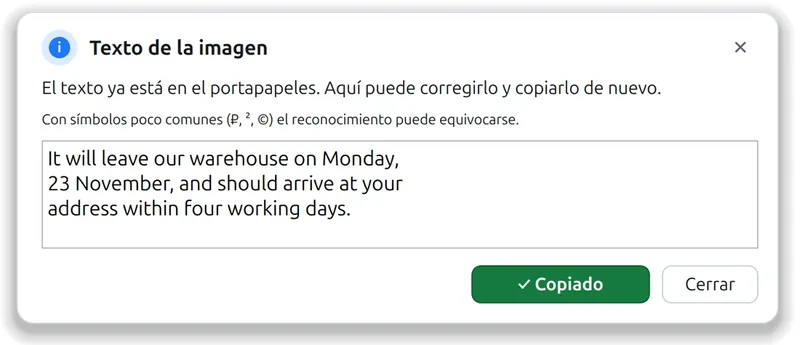 Texto de la imagen
El texto ya está en el portapapeles. Aquí puede corregirlo y copiarlo de nuevo.
Con símbolos poco comunes (₽, ², ©) el reconocimiento puede equivocarse.
It will leave our warehouse on Monday,
23 November, and should arrive at your
address within four working days.
✓ Copiado
Cerrar